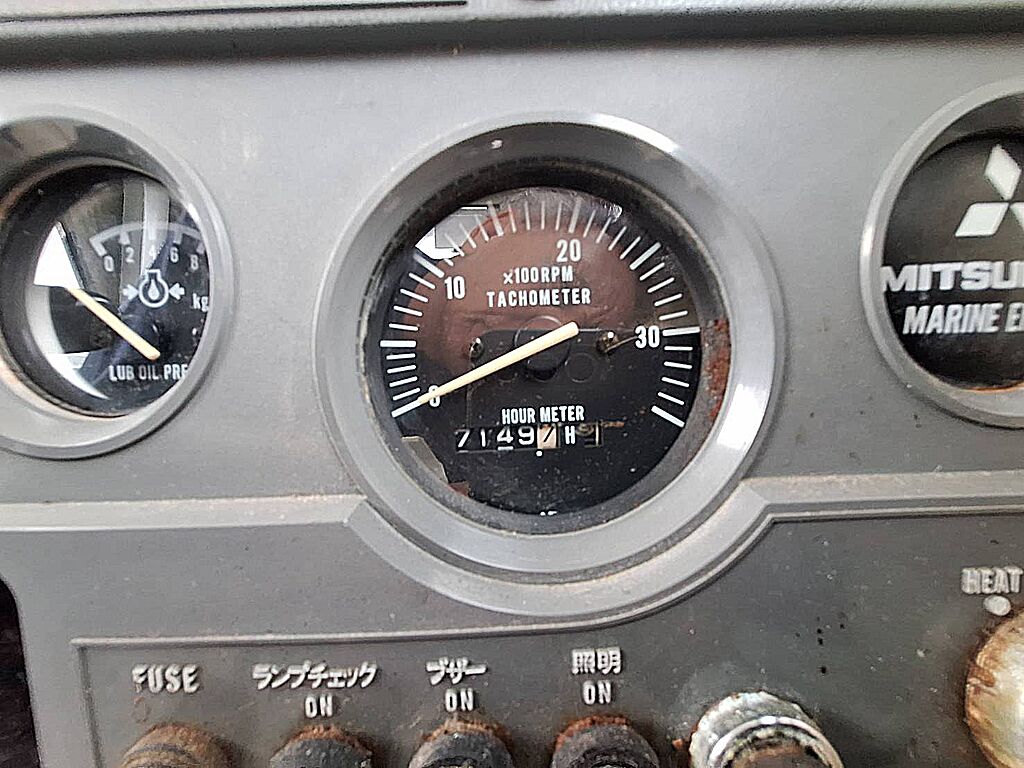 0 2 4 6 8
kg
LUB OIL PRE
10
20
30
0
×100RPM
TACHOMETER
HOUR METER
71497H
MITSU
MARINE E
HEAT
FUSE
ランプチェック
ON
ブザー
ON
照明
ON